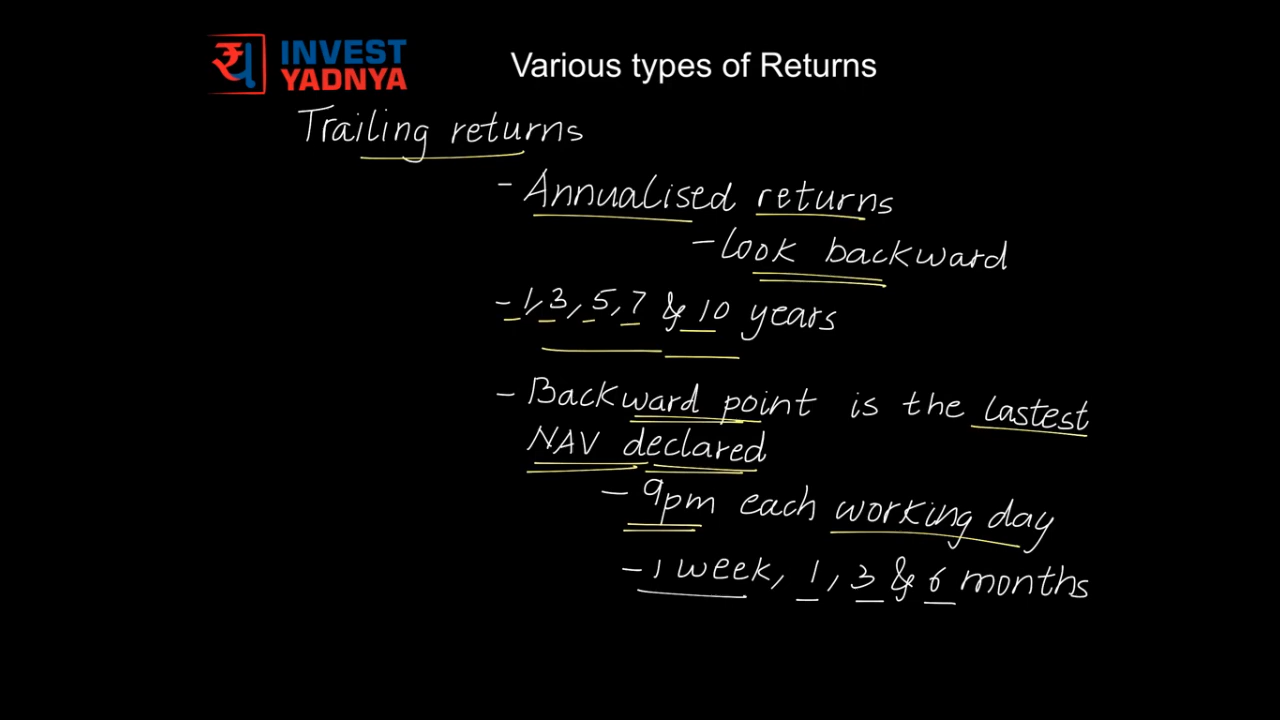 य
INVEST
YADNYA
Various types of Returns
Trailing returns
- Annualised returns
- look backward
- 1, 3, 5, 7 & 10 years
- Backward point is the lastest
NAV declared
- 9pm each working day
- 1 week, 1, 3 & 6 months